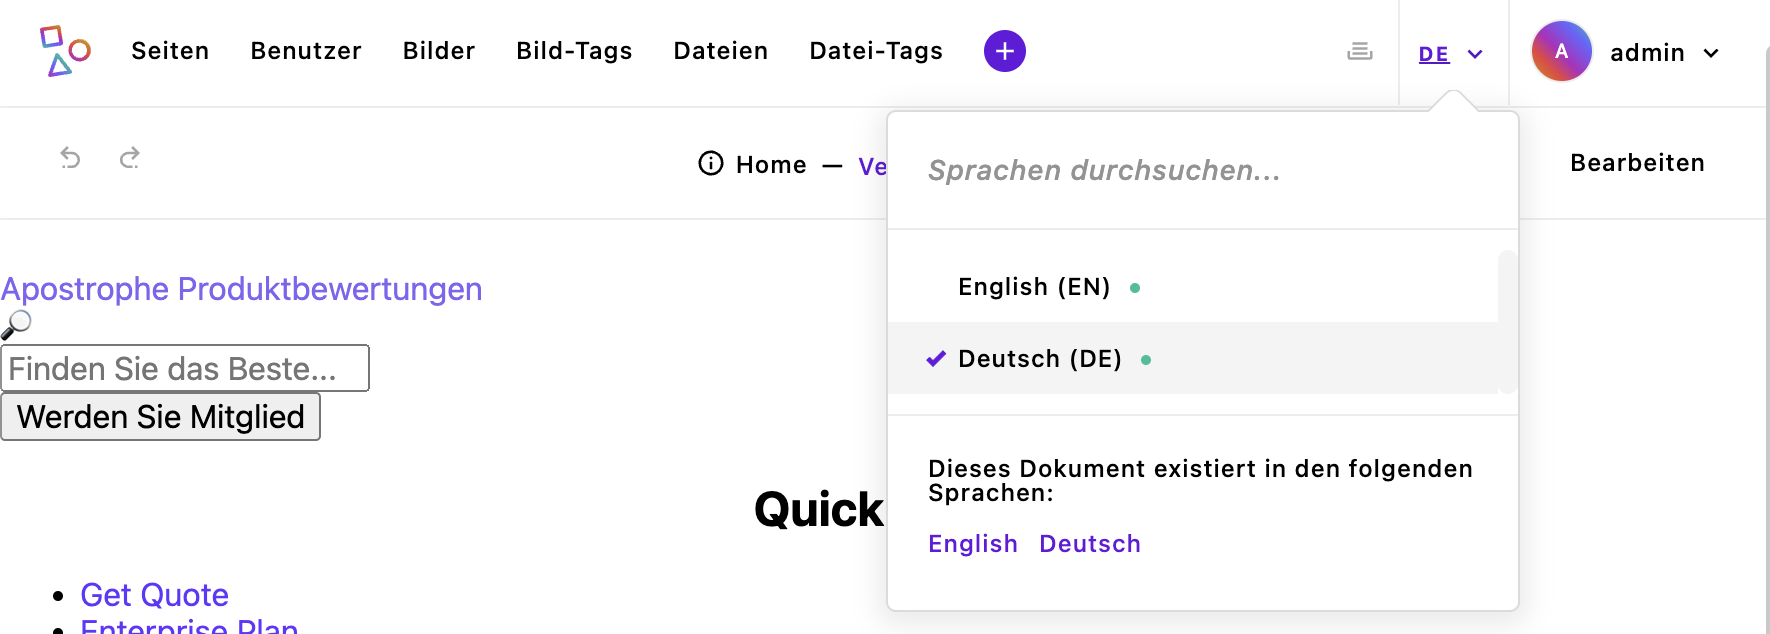 Seiten Benutzer Bilder Bild-Tags Dateien Datei-Tags DE A admin
Home — Ve
Bearbeiten
Sprachen durchsuchen...
English (EN)
Deutsch (DE)
Dieses Dokument existiert in den folgenden
Sprachen:
English Deutsch
Apostrophe Produktbewertungen
Finden Sie das Beste...
Werden Sie Mitglied
Quick
Get Quote
Enterprise Plan